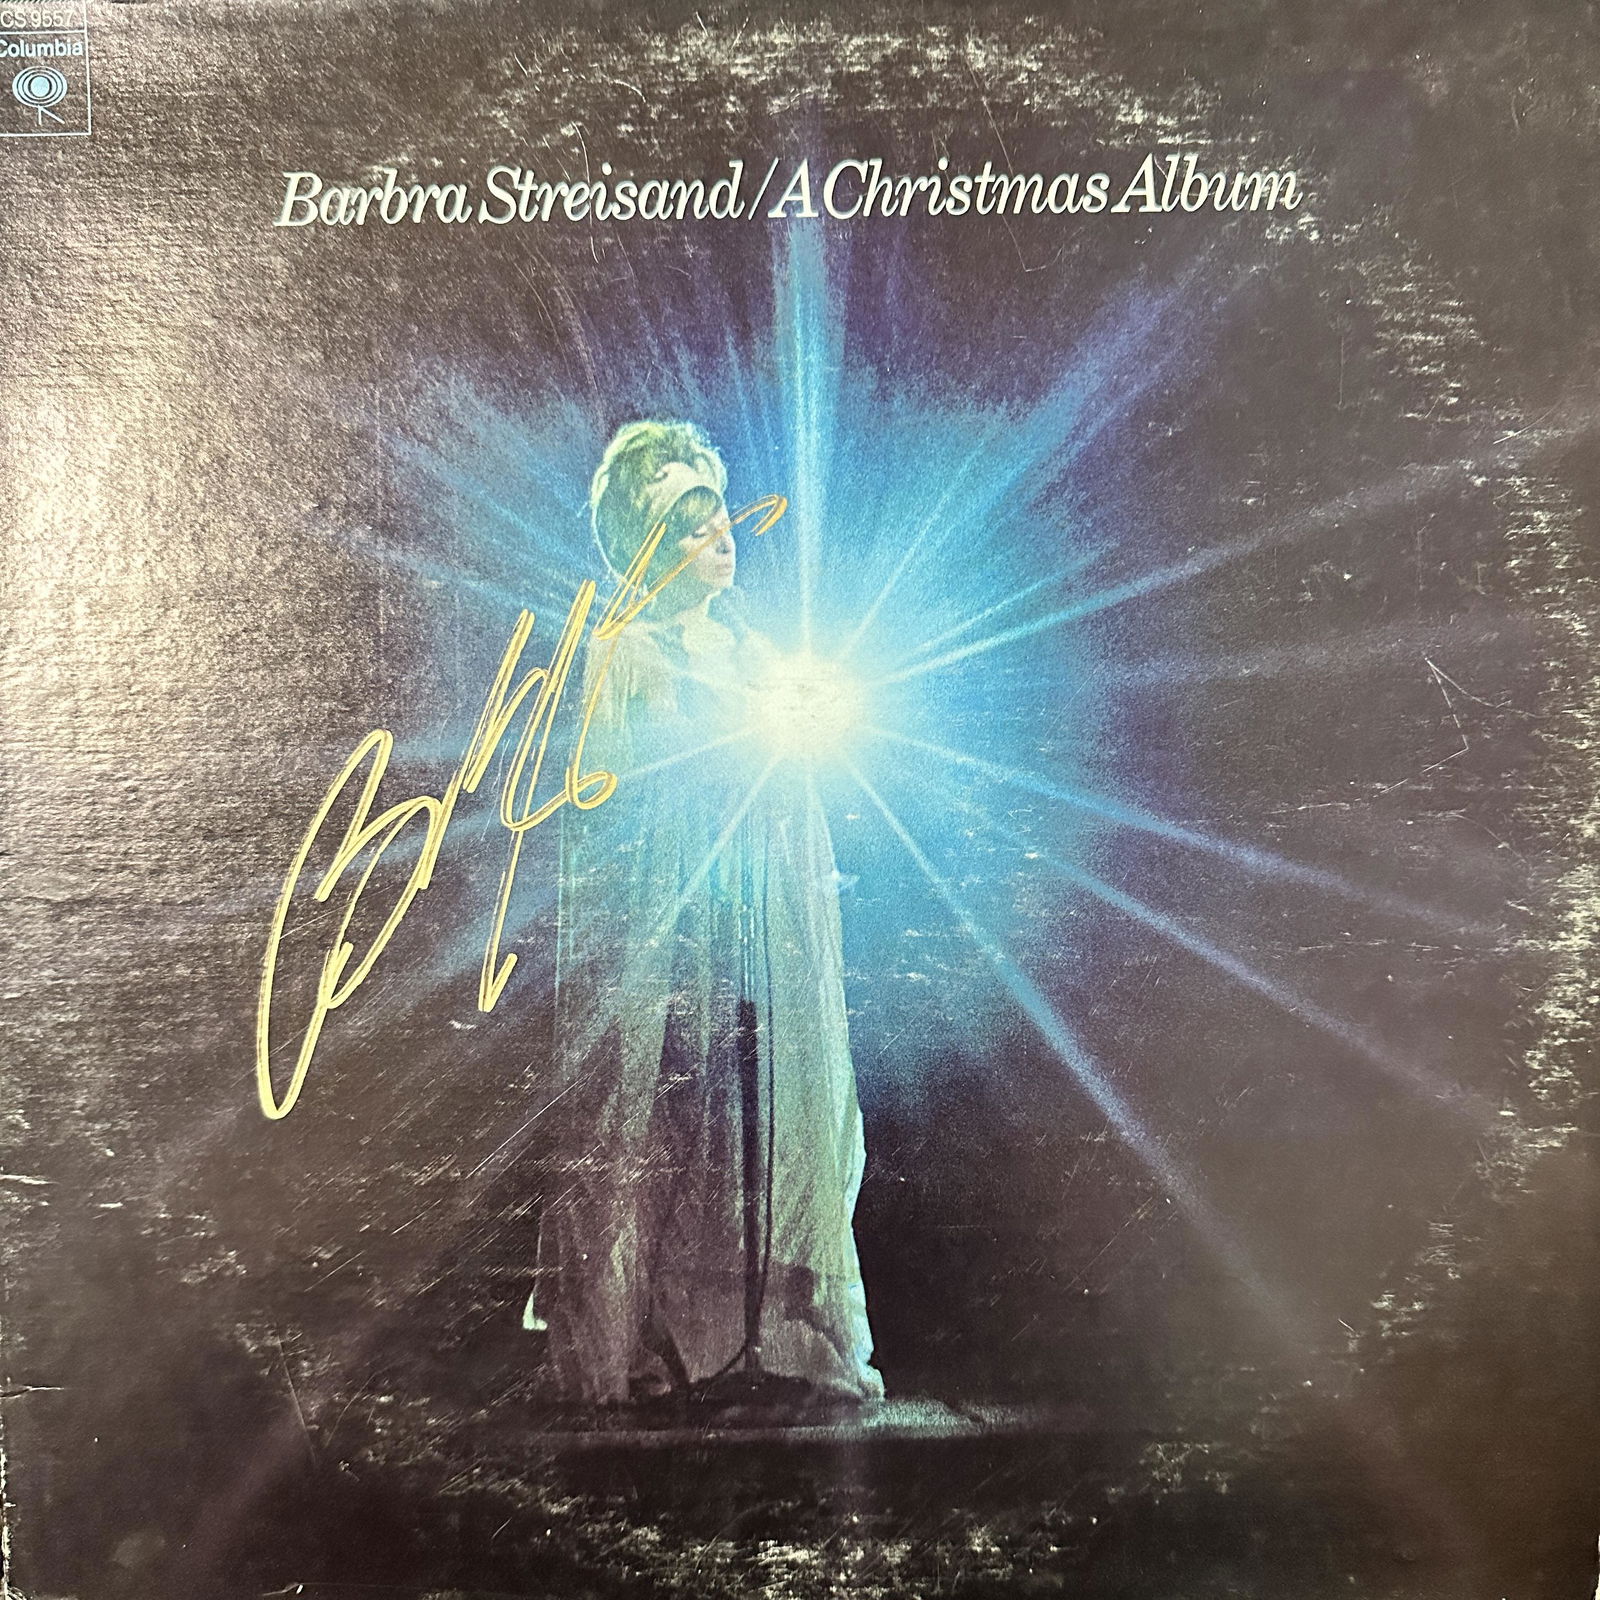 CS 9557
Columbia
Barbra Streisand/A Christmas Album